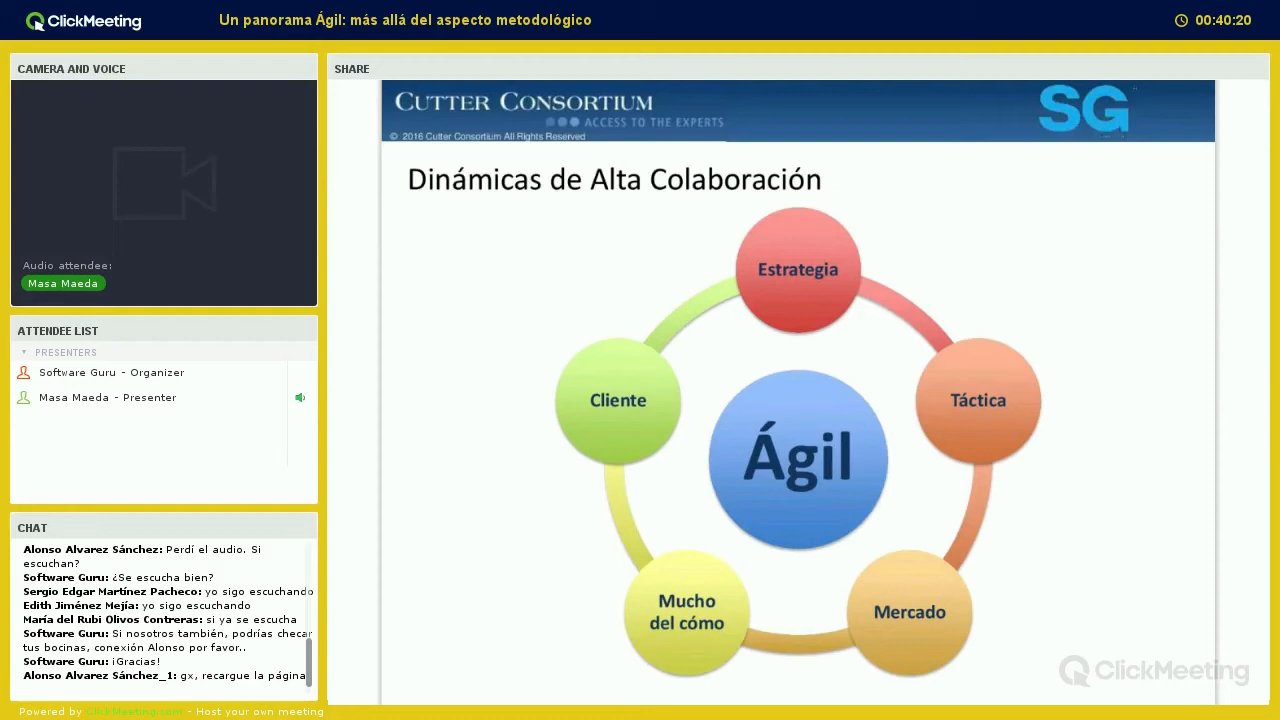 ClickMeeting
Un panorama Ágil: más allá del aspecto metodológico
00:40:20
CAMERA AND VOICE
Audio attendee:
Masa Maeda
ATTENDEE LIST
PRESENTERS
Software Guru - Organizer
Masa Maeda - Presenter
CHAT
Alonso Alvarez Sánchez: Perdí el audio. Si
escuchan?
Software Guru: ¿Se escucha bien?
Sergio Edgar Martínez Pacheco: yo sigo escuchando
Edith Jiménez Mejía: yo sigo escuchando
María del Rubi Olivos Contreras: si ya se escucha
Software Guru: Si nosotros también, podrías checar
tus bocinas, conexión Alonso por favor..
Software Guru: ¡Gracias!
Alonso Alvarez Sánchez_1: gx, recargue la página
Powered by ClickMeeting.com - Host your own meeting
SHARE
CUTTER CONSORTIUM
ACCESS TO THE EXPERTS
© 2016 Cutter Consortium All Rights Reserved
SG
Dinámicas de Alta Colaboración
Estrategia
Cliente
Táctica
Ágil
Mucho
del cómo
Mercado
ClickMeeting